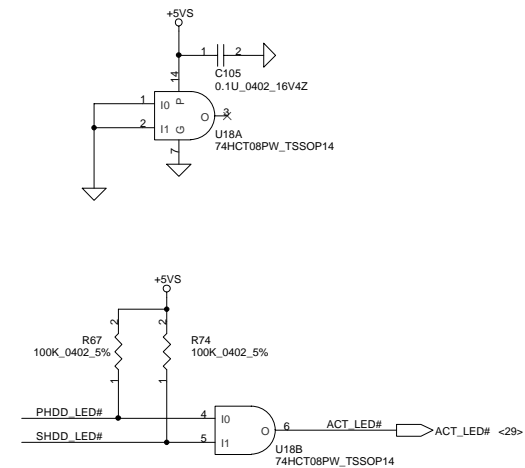 +5VS
1 2
C105
0.1U_0402_16V4Z
14
1 I0 P
O 3
2 I1 G
U18A
74HCT08PW_TSSOP14
7
+5VS
2 2
R67 R74
100K_0402_5% 100K_0402_5%
1 1
PHDD_LED# 4 I0
O 6 ACT_LED# ACT_LED# <29>
SHDD_LED# 5 I1
U18B
74HCT08PW_TSSOP14